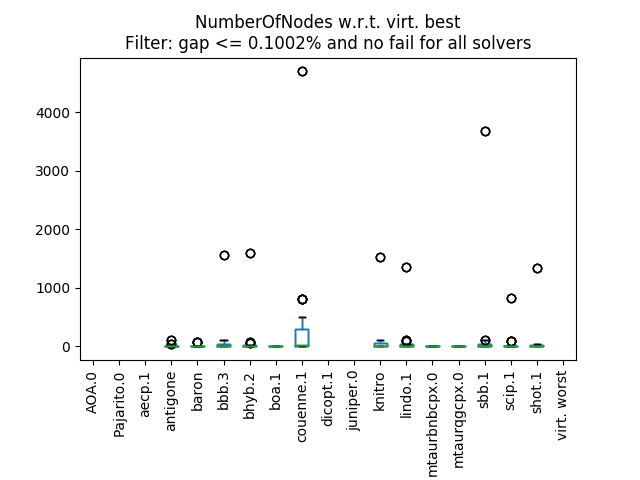 NumberOfNodes w.r.t. virt. best
Filter: gap <= 0.1002% and no fail for all solvers
4000
3000
2000
1000
0
AOA.0
Pajarito.0
aecp.1
antigone
baron
bbb.3
bhyb.2
boa.1
couenne.1
dicopt.1
juniper.0
knitro
lindo.1
mtaurbnbcpx.0
mtaurqgcpx.0
sbb.1
scip.1
shot.1
virt. worst